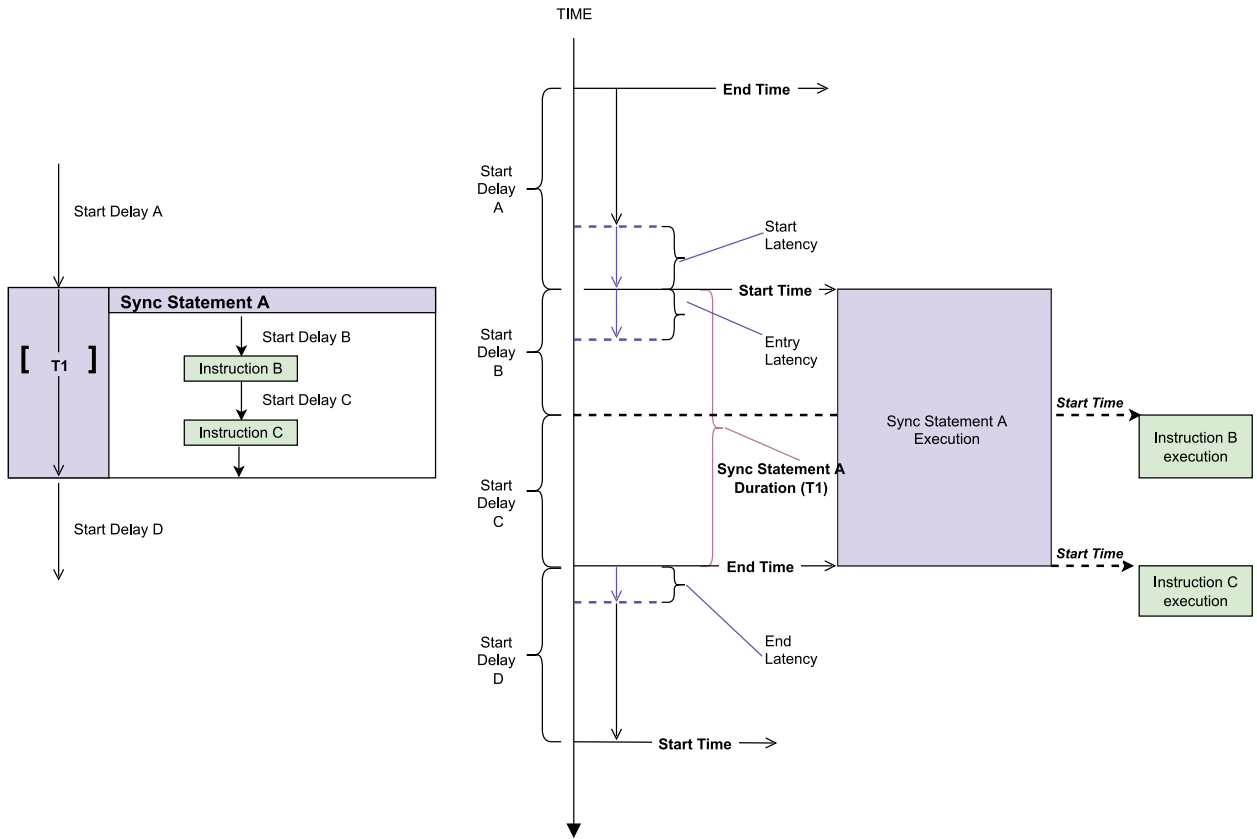 TIME
End Time
Start
Delay
A
Start Delay A
Start
Latency
Sync Statement A
Start Time
Start Delay B
Start
Delay
B
Entry
Latency
[ T1 ]
Instruction B
Start Delay C
Instruction C
Sync Statement A
Execution
Start Time
Instruction B
execution
Sync Statement A
Duration (T1)
Start
Delay
C
Start Delay D
End Time
Start Time
Instruction C
execution
Start
Delay
D
End
Latency
Start Time